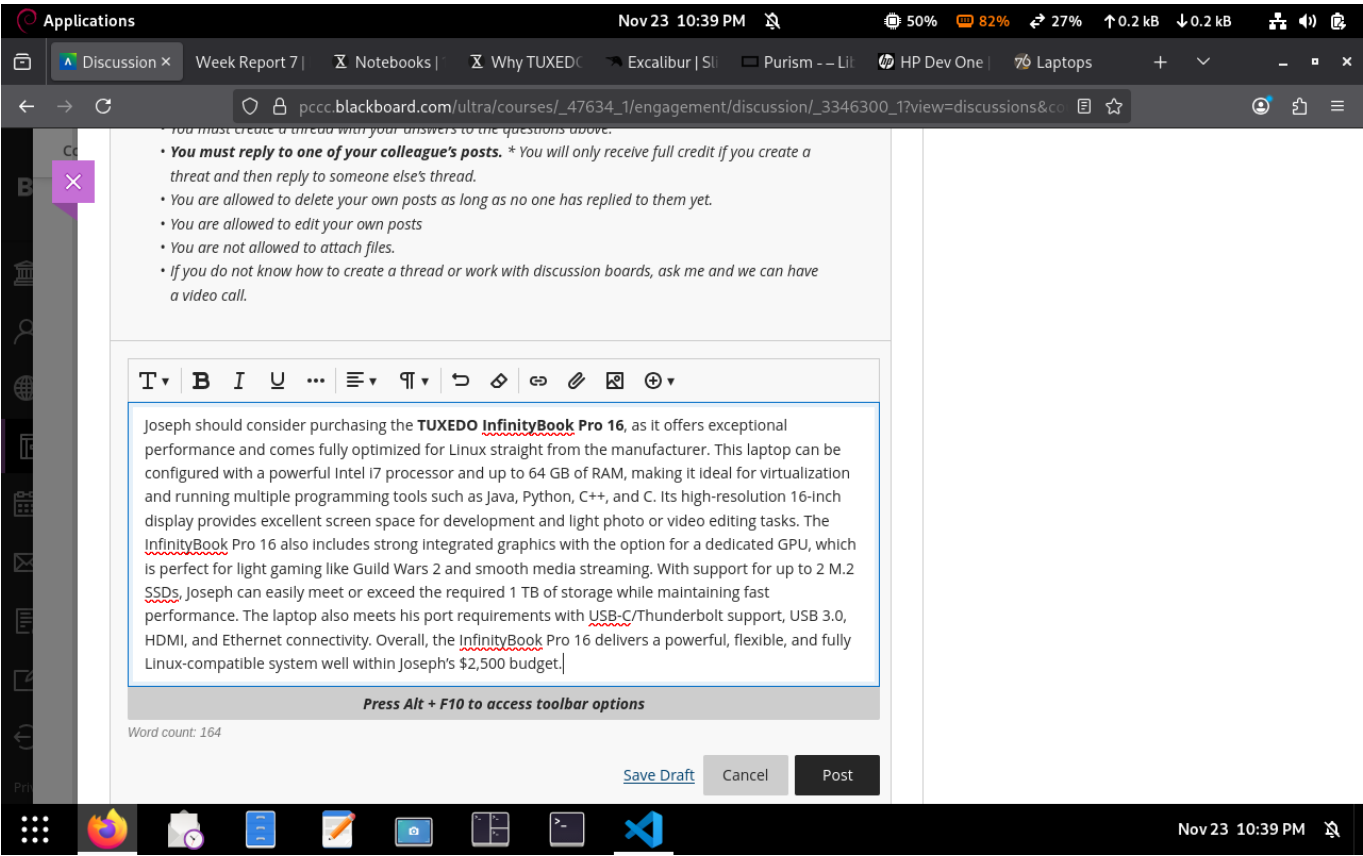 Applications
Nov 23 10:39 PM
50%
82%
27%
↑0.2 kB
↓0.2 kB
Discussion ×
Week Report 7 |
Notebooks |
Why TUXEDO
Excalibur | Sli
Purism - – Lib
HP Dev One |
Laptops
pccc.blackboard.com/ultra/courses/_47634_1/engagement/discussion/_3346300_1?view=discussions&co
• You must create a thread with your answers to the questions above.
• You must reply to one of your colleague’s posts. * You will only receive full credit if you create a
threat and then reply to someone else’s thread.
• You are allowed to delete your own posts as long as no one has replied to them yet.
• You are allowed to edit your own posts
• You are not allowed to attach files.
• If you do not know how to create a thread or work with discussion boards, ask me and we can have
a video call.
Joseph should consider purchasing the TUXEDO InfinityBook Pro 16, as it offers exceptional
performance and comes fully optimized for Linux straight from the manufacturer. This laptop can be
configured with a powerful Intel i7 processor and up to 64 GB of RAM, making it ideal for virtualization
and running multiple programming tools such as Java, Python, C++, and C. Its high-resolution 16-inch
display provides excellent screen space for development and light photo or video editing tasks. The
InfinityBook Pro 16 also includes strong integrated graphics with the option for a dedicated GPU, which
is perfect for light gaming like Guild Wars 2 and smooth media streaming. With support for up to 2 M.2
SSDs, Joseph can easily meet or exceed the required 1 TB of storage while maintaining fast
performance. The laptop also meets his port requirements with USB-C/Thunderbolt support, USB 3.0,
HDMI, and Ethernet connectivity. Overall, the InfinityBook Pro 16 delivers a powerful, flexible, and fully
Linux-compatible system well within Joseph’s $2,500 budget.
Press Alt + F10 to access toolbar options
Word count: 164
Save Draft
Cancel
Post
Nov 23 10:39 PM